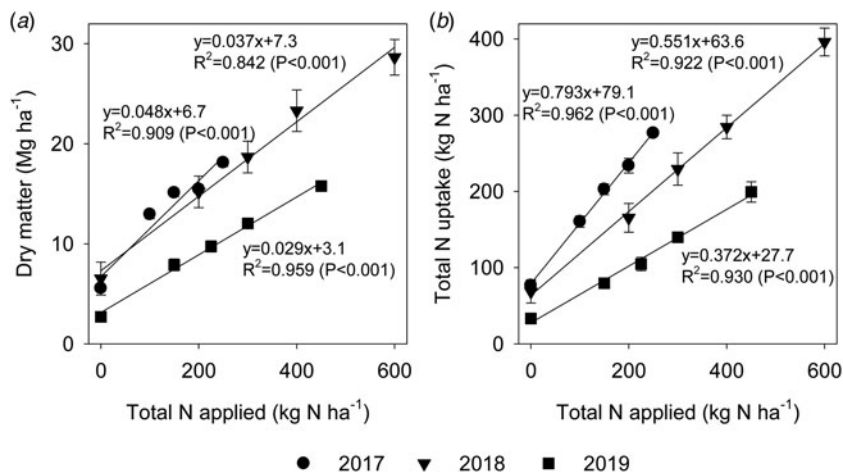 (a)
30
20
10
0
Dry matter (Mg ha⁻¹)
y=0.037x+7.3
R²=0.842 (P<0.001)
y=0.048x+6.7
R²=0.909 (P<0.001)
y=0.029x+3.1
R²=0.959 (P<0.001)
0 200 400 600
Total N applied (kg N ha⁻¹)
(b)
400
300
200
100
0
Total N uptake (kg N ha⁻¹)
y=0.551x+63.6
R²=0.922 (P<0.001)
y=0.793x+79.1
R²=0.962 (P<0.001)
y=0.372x+27.7
R²=0.930 (P<0.001)
0 200 400 600
Total N applied (kg N ha⁻¹)
2017 2018 2019